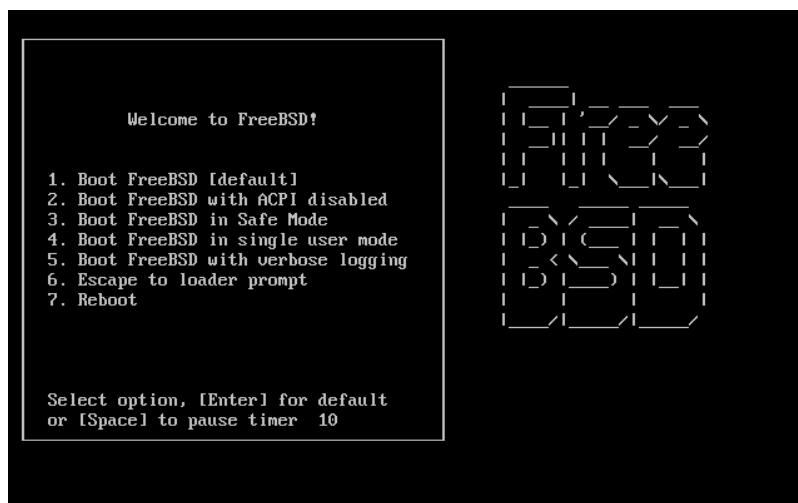 Welcome to FreeBSD!
1. Boot FreeBSD [default]
2. Boot FreeBSD with ACPI disabled
3. Boot FreeBSD in Safe Mode
4. Boot FreeBSD in single user mode
5. Boot FreeBSD with verbose logging
6. Escape to loader prompt
7. Reboot
Select option, [Enter] for default
or [Space] to pause timer 10
Free
BSD